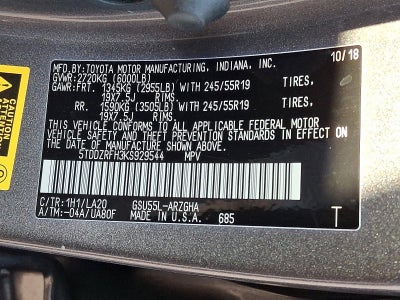 MFD.BY:TOYOTA MOTOR MANUFACTURING, INDIANA, INC.
10/18
GVWR:2720KG (6000LB)
GAWR:FRT. 1345KG (2955LB) WITH 245/55R19 TIRES,
19X7.5J RIMS
RR. 1590KG (3505LB) WITH 245/55R19 TIRES,
19X7.5J RIMS
THIS VEHICLE CONFORMS TO ALL APPLICABLE FEDERAL MOTOR
VEHICLE SAFETY AND THEFT PREVENTION STANDARDS IN EFFECT
ON THE DATE OF MANUFACTURE SHOWN ABOVE.
5TDDZRFH3KS929544 MPV
C/TR:1H1/LA20 GSU55L-ARZGHA
A/TM:-04A/UA80F MADE IN U.S.A. 685
T
CAUTION